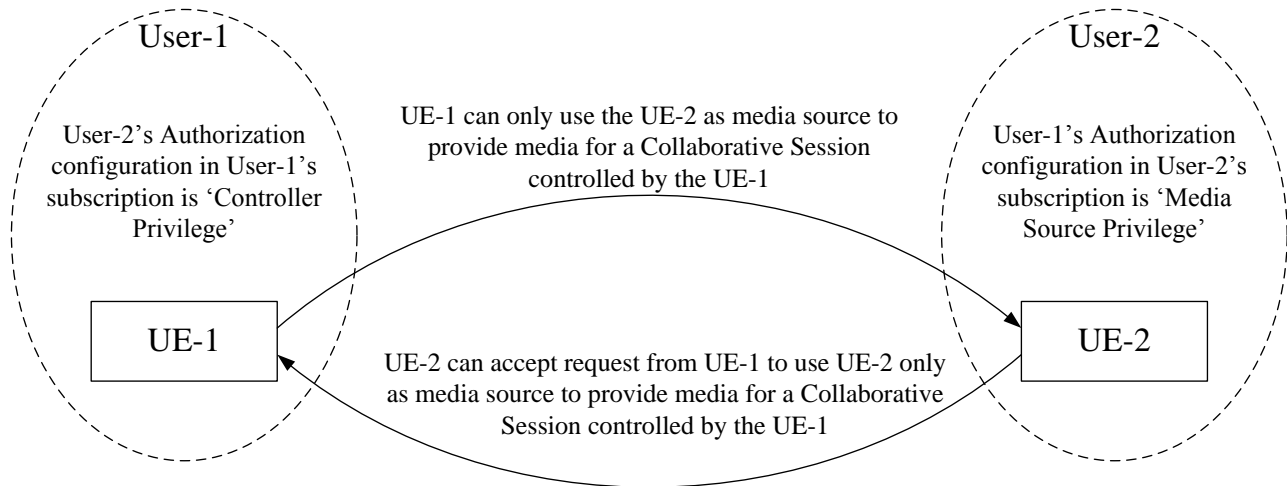 User-1
User-2
User-2’s Authorization
configuration in User-1’s
subscription is ‘Controller
Privilege’
UE-1 can only use the UE-2 as media source to
provide media for a Collaborative Session
controlled by the UE-1
User-1’s Authorization
configuration in User-2’s
subscription is ‘Media
Source Privilege’
UE-1
UE-2
UE-2 can accept request from UE-1 to use UE-2 only
as media source to provide media for a Collaborative
Session controlled by the UE-1